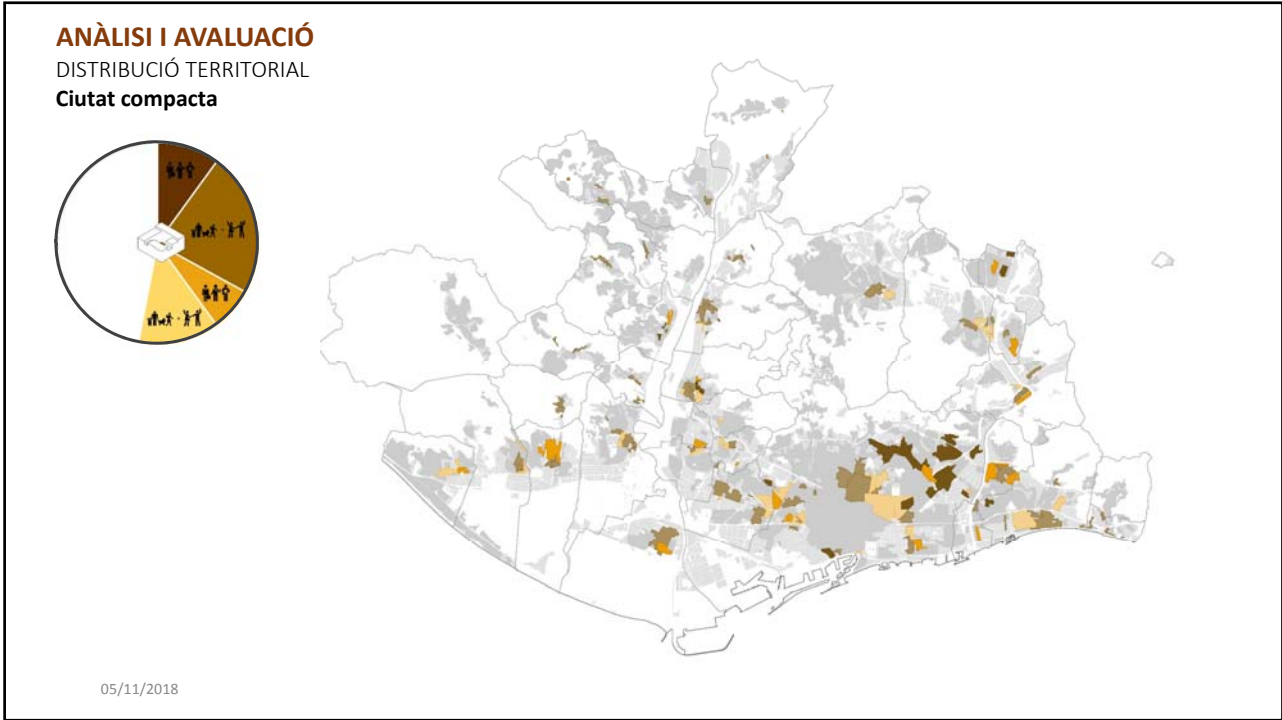 ANÀLISI I AVALUACIÓ
DISTRIBUCIÓ TERRITORIAL
Ciutat compacta
05/11/2018